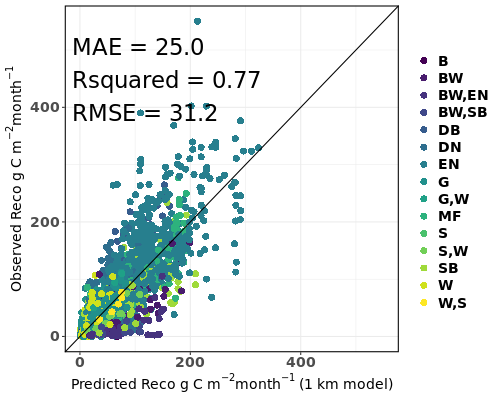 MAE = 25.0
Rsquared = 0.77
RMSE = 31.2
Observed Reco g C m⁻²month⁻¹
400
200
0
0 200 400
Predicted Reco g C m⁻²month⁻¹ (1 km model)
B
BW
BW,EN
BW,SB
DB
DN
EN
G
G,W
MF
S
S,W
SB
W
W,S